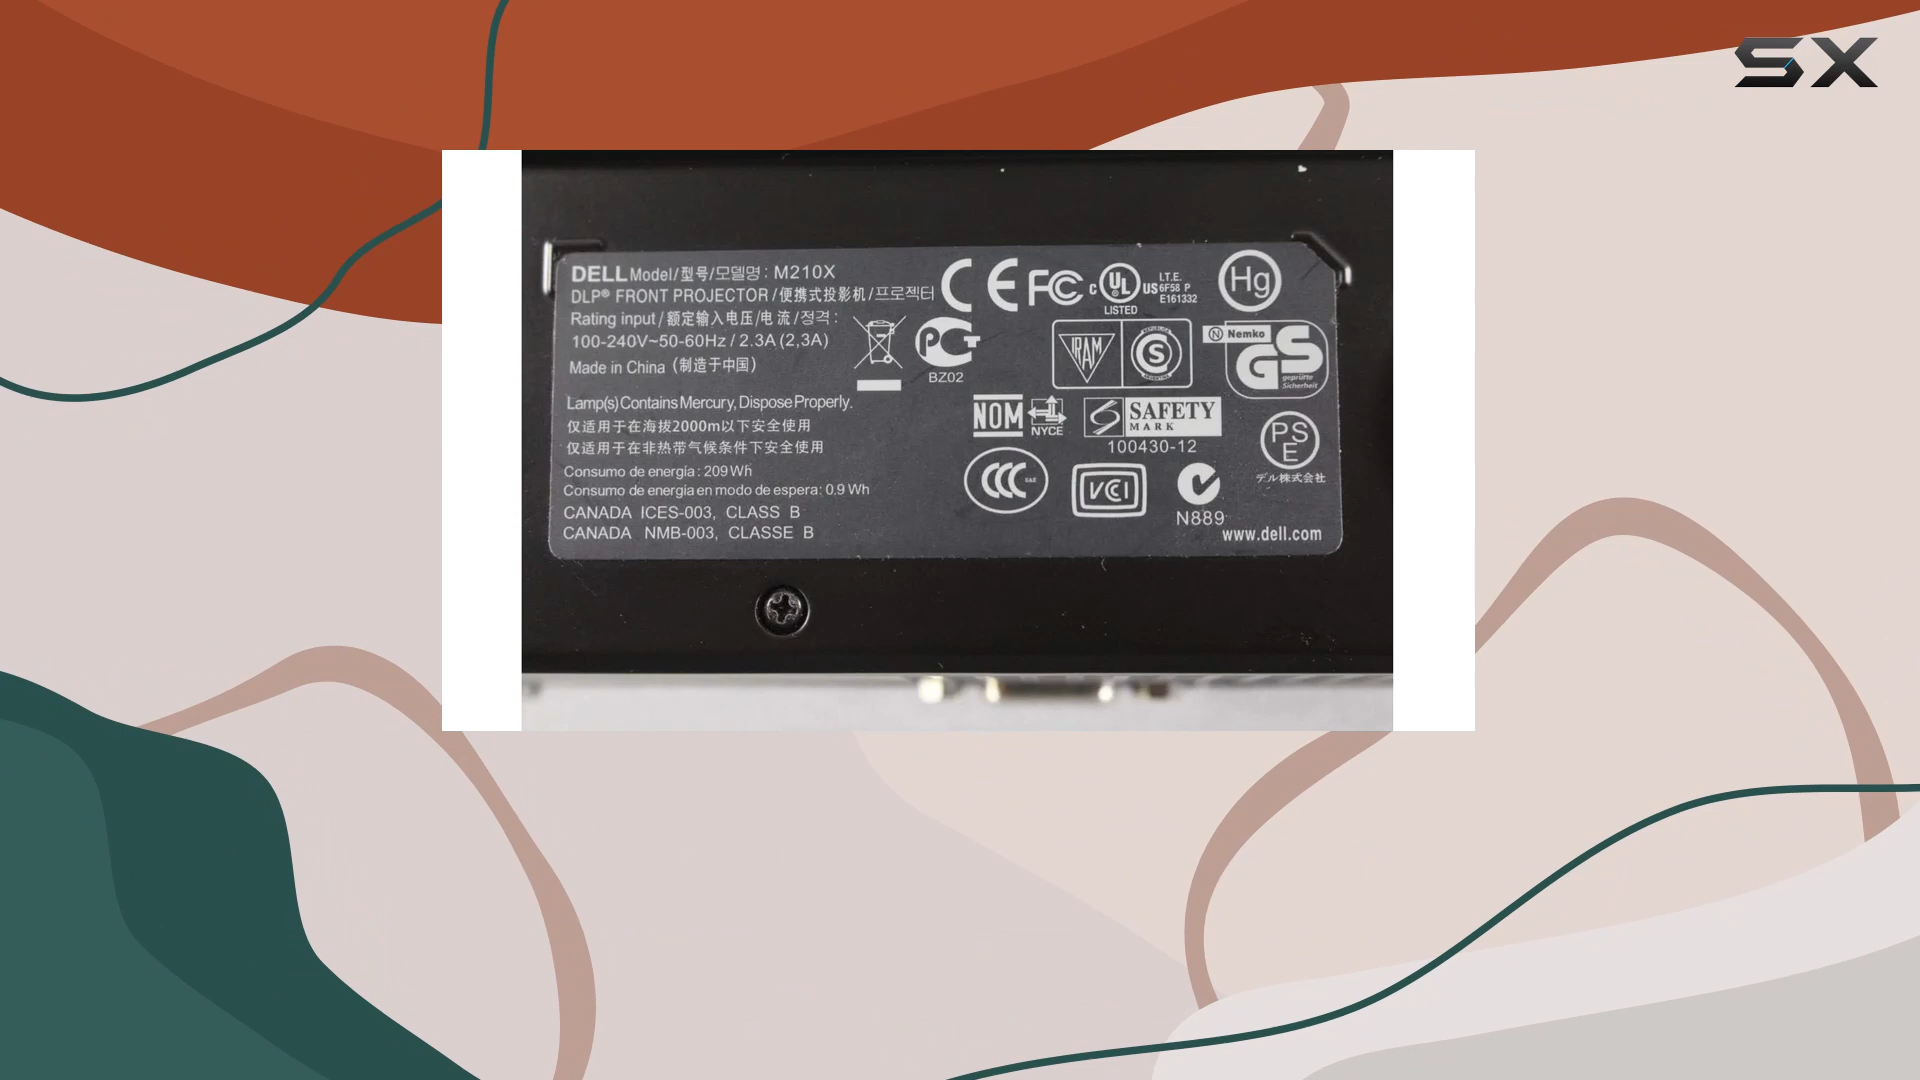 SX
DELL Model/型号/모델명 : M210X
DLP® FRONT PROJECTOR /便携式投影机/프로젝터
Rating input / 额定输入电压/电 流 /정격 :
100-240V~50-60Hz / 2.3A (2,3A)
Made in China (制造于中国)
Lamp(s) Contains Mercury, Dispose Properly.
仅适用于在海拔2000m以下安全使用
仅适用于在非热带气候条件下安全使用
Consumo de energía : 209 Wh
Consumo de energia en modo de espera: 0.9 Wh
CANADA ICES-003, CLASS B
CANADA NMB-003, CLASSE B
CE FC c UL US LISTED
I.T.E.
6F58 P
E161332
Hg
PCT
BZ02
IRAM
S
N Nemko
GS
geprüfte
Sicherheit
NOM
NYCE
S SAFETY
MARK
100430-12
PSE
デル株式会社
CCC S&E
VCI
N889
www.dell.com